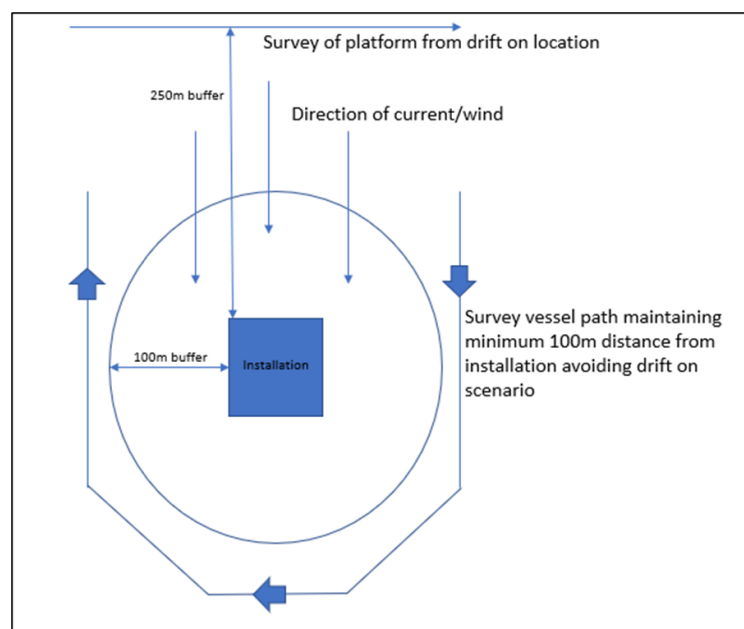 Survey of platform from drift on location
250m buffer
Direction of current/wind
Survey vessel path maintaining
minimum 100m distance from
installation avoiding drift on
scenario
100m buffer
Installation